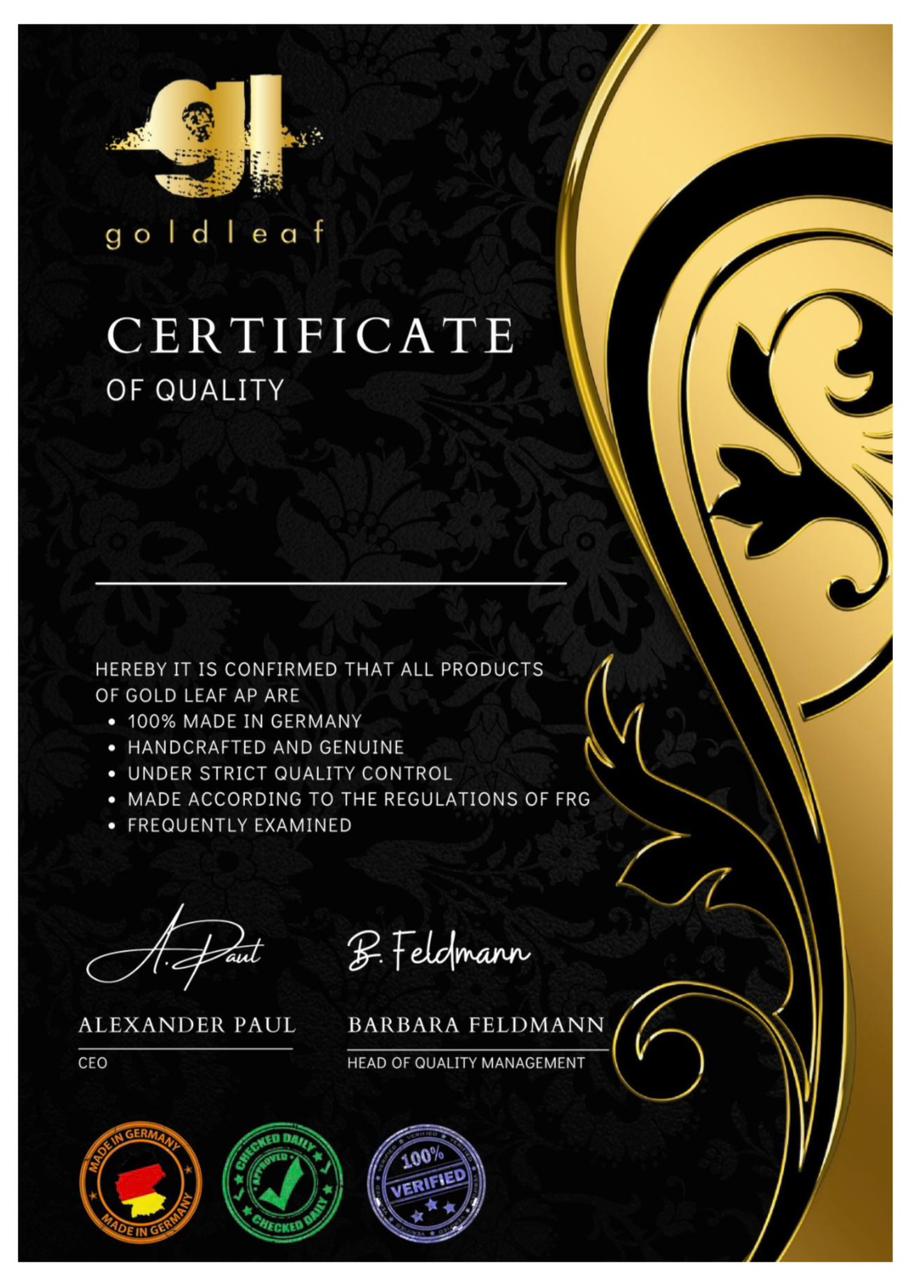 gl
goldleaf
CERTIFICATE
OF QUALITY
HEREBY IT IS CONFIRMED THAT ALL PRODUCTS
OF GOLD LEAF AP ARE
• 100% MADE IN GERMANY
• HANDCRAFTED AND GENUINE
• UNDER STRICT QUALITY CONTROL
• MADE ACCORDING TO THE REGULATIONS OF FRG
• FREQUENTLY EXAMINED
A. Paul
B. Feldmann
ALEXANDER PAUL
BARBARA FELDMANN
CEO
HEAD OF QUALITY MANAGEMENT
MADE IN GERMANY
MADE IN GERMANY
CHECKED DAILY
APPROVED
CHECKED DAILY
VERIFIED
100%
VERIFIED